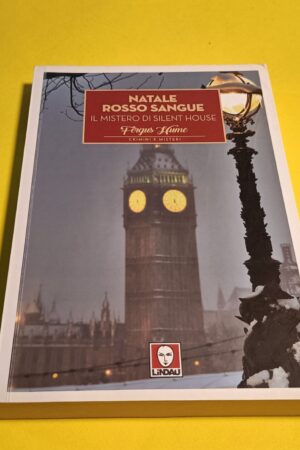 NATALE
ROSSO SANGUE
IL MISTERO DI SILENT HOUSE
Fergus Hume
CRIMINI E MISTERI
LINDAU